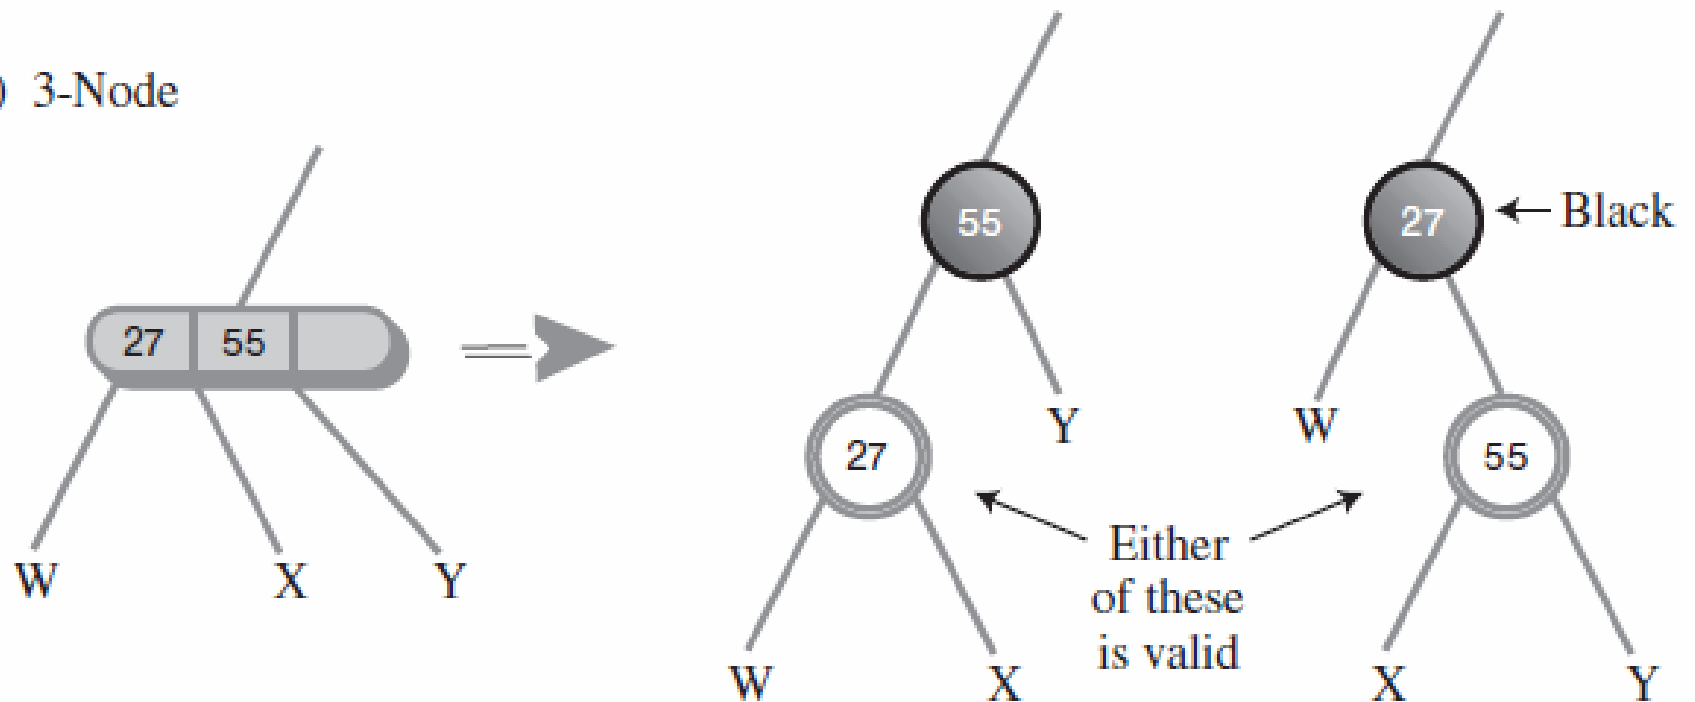 ) 3-Node
27 55
W X Y
55
27
Y
W X
27
Black
W
55
X Y
Either
of these
is valid